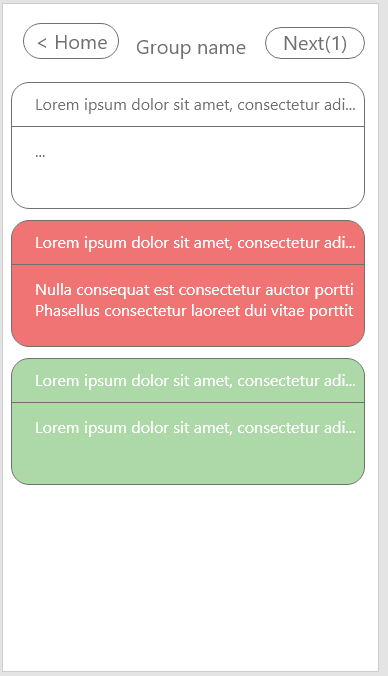 < Home Group name Next(1)
Lorem ipsum dolor sit amet, consectetur adi...
...
Lorem ipsum dolor sit amet, consectetur adi...
Nulla consequat est consectetur auctor portti
Phasellus consectetur laoreet dui vitae porttit
Lorem ipsum dolor sit amet, consectetur adi...
Lorem ipsum dolor sit amet, consectetur adi...